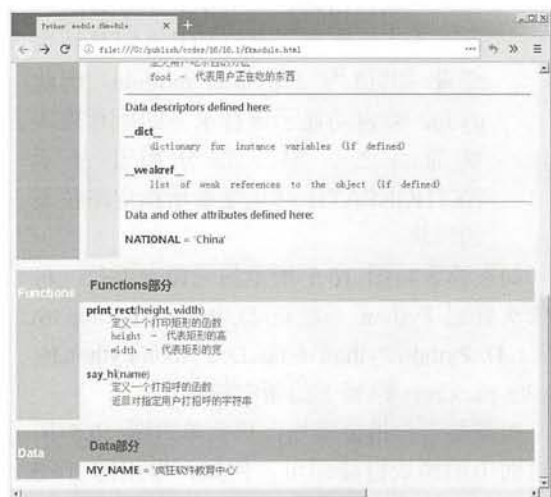 Python: module fkmodule
file:///G:/publish/codes/10/10.1/fkmodule.html
food - 代表用户正在吃的东西
Data descriptors defined here:
__dict__
dictionary for instance variables (if defined)
__weakref__
list of weak references to the object (if defined)
Data and other attributes defined here:
NATIONAL = 'China'
Functions
Functions部分
print_rect(height, width)
定义一个打印矩形的函数
height - 代表矩形的高
width - 代表矩形的宽
say_hi(name)
定义一个打招呼的函数
返回对指定用户打招呼的字符串
Data
Data部分
MY_NAME = '疯狂软件教育中心'